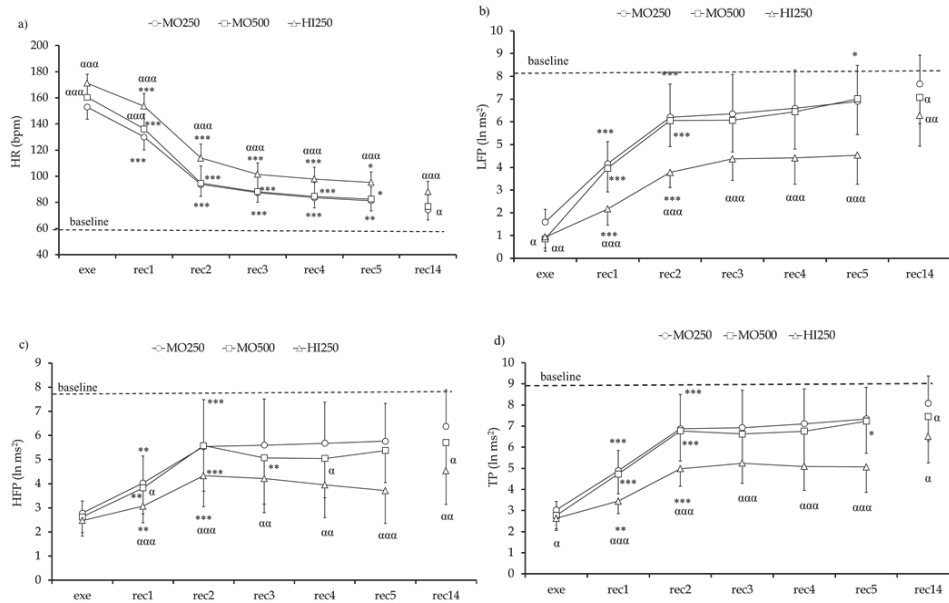 a)
MO250 MO500 HI250
HR (bpm)
200
180
160
140
120
100
80
60
40
ααα
ααα
ααα
***
ααα
***
***
ααα
***
***
***
ααα
***
***
***
ααα
***
***
***
ααα
*
*
**
ααα
α
baseline
exe rec1 rec2 rec3 rec4 rec5 rec14
b)
MO250 MO500 HI250
LFP (ln ms²)
10
9
8
7
6
5
4
3
2
1
0
baseline
α αα
***
***
***
ααα
***
***
***
ααα
ααα
ααα
*
ααα
α
αα
exe rec1 rec2 rec3 rec4 rec5 rec14
c)
MO250 MO500 HI250
HFP (ln ms²)
9
8
7
6
5
4
3
2
1
0
baseline
**
α
**
**
ααα
***
***
***
ααα
**
αα
α
αα
ααα
α
αα
exe rec1 rec2 rec3 rec4 rec5 rec14
d)
MO250 MO500 HI250
TP (ln ms²)
10
9
8
7
6
5
4
3
2
1
0
baseline
α
***
***
**
ααα
***
***
***
ααα
ααα
ααα
*
ααα
α
α
exe rec1 rec2 rec3 rec4 rec5 rec14